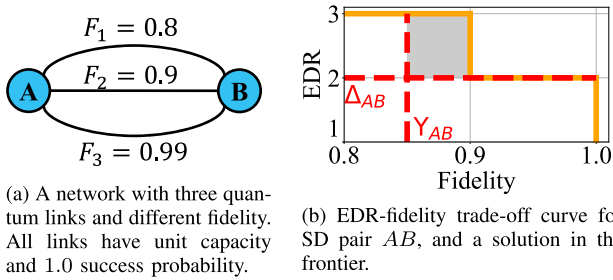 F₁ = 0.8
F₂ = 0.9
A
B
F₃ = 0.99
(a) A network with three quan-
tum links and different fidelity.
All links have unit capacity
and 1.0 success probability.
3
2
1
EDR
Δ_AB
Υ_AB
0.8
0.9
1.0
Fidelity
(b) EDR-fidelity trade-off curve fo
SD pair AB, and a solution in th
frontier.